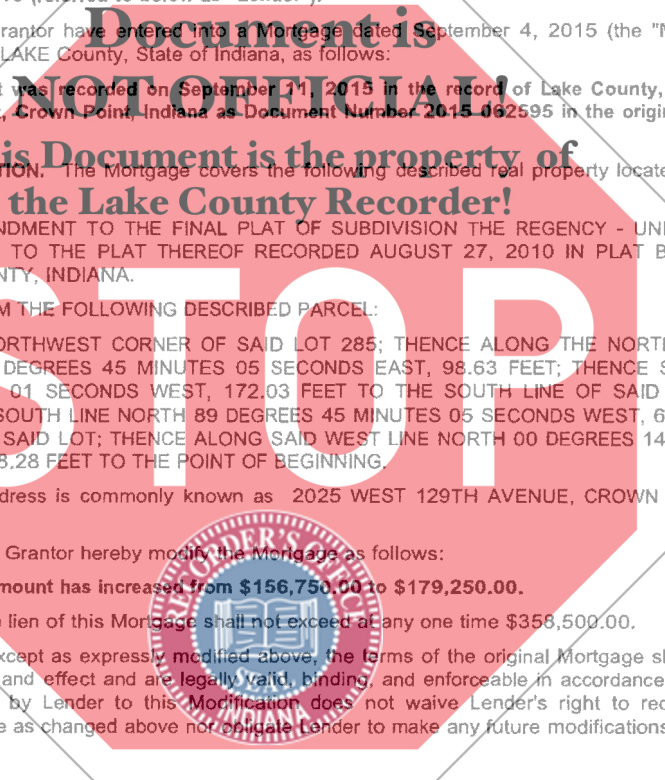 (referred to below as "Lender").
Grantor have entered into a Mortgage dated September 4, 2015 (the "M
LAKE County, State of Indiana, as follows:
Document is
t was recorded on September 11, 2015 in the record of Lake County,
NOT OFFICIAL!
, Crown Point, Indiana as Document Number 2015 062595 in the origin
is Document is the property of
TION. The Mortgage covers the following described real property locate
the Lake County Recorder!
NDMENT TO THE FINAL PLAT OF SUBDIVISION THE REGENCY - UNI
TO THE PLAT THEREOF RECORDED AUGUST 27, 2010 IN PLAT B
NTY, INDIANA.
M THE FOLLOWING DESCRIBED PARCEL:
STOP
ORTHWEST CORNER OF SAID LOT 285; THENCE ALONG THE NORTH
DEGREES 45 MINUTES 05 SECONDS EAST, 98.63 FEET; THENCE S
01 SECONDS WEST, 172.03 FEET TO THE SOUTH LINE OF SAID
SOUTH LINE NORTH 89 DEGREES 45 MINUTES 05 SECONDS WEST, 6
SAID LOT; THENCE ALONG SAID WEST LINE NORTH 00 DEGREES 14
8.28 FEET TO THE POINT OF BEGINNING.
dress is commonly known as 2025 WEST 129TH AVENUE, CROWN
Grantor hereby modify the Mortgage as follows:
mount has increased from $156,750.00 to $179,250.00.
lien of this Mortgage shall not exceed at any one time $358,500.00.
xcept as expressly modified above, the terms of the original Mortgage sh
and effect and are legally valid, binding, and enforceable in accordance
by Lender to this Modification does not waive Lender's right to req
e as changed above nor obligate Lender to make any future modifications
RECORDER'S OFFICE
INDIANA